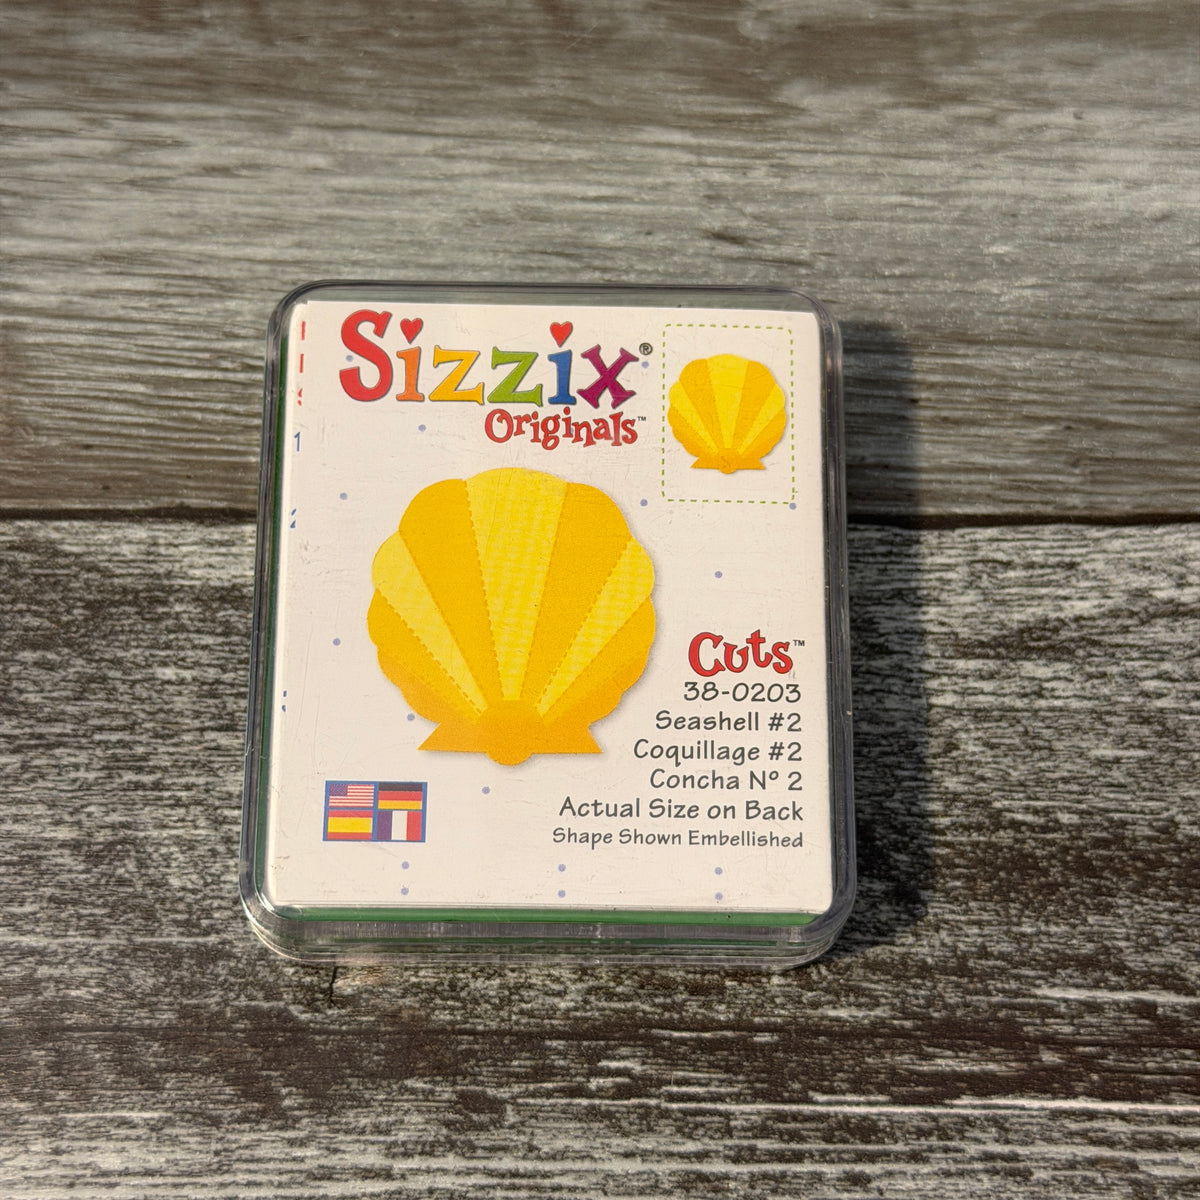 Sizzix®
Originals™
1
Cuts™
38-0203
Seashell #2
Coquillage #2
Concha Nº 2
Actual Size on Back
Shape Shown Embellished